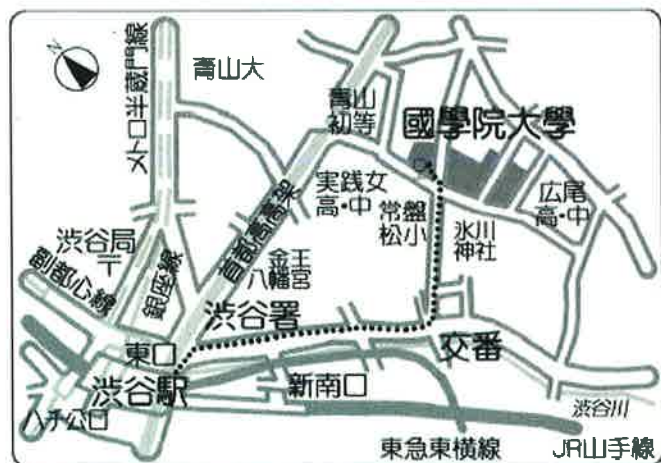 N
メトロ半蔵門線
青山大
青山
初等
國學院大學
実践女
高・中
常盤
松小
氷川
神社
広尾
高・中
首都高高架
渋谷局
〒
副都心線
銀座線
金王
八幡宮
渋谷署
東口
渋谷駅
新南口
交番
ハチ公口
渋谷川
東急東横線
JR山手線